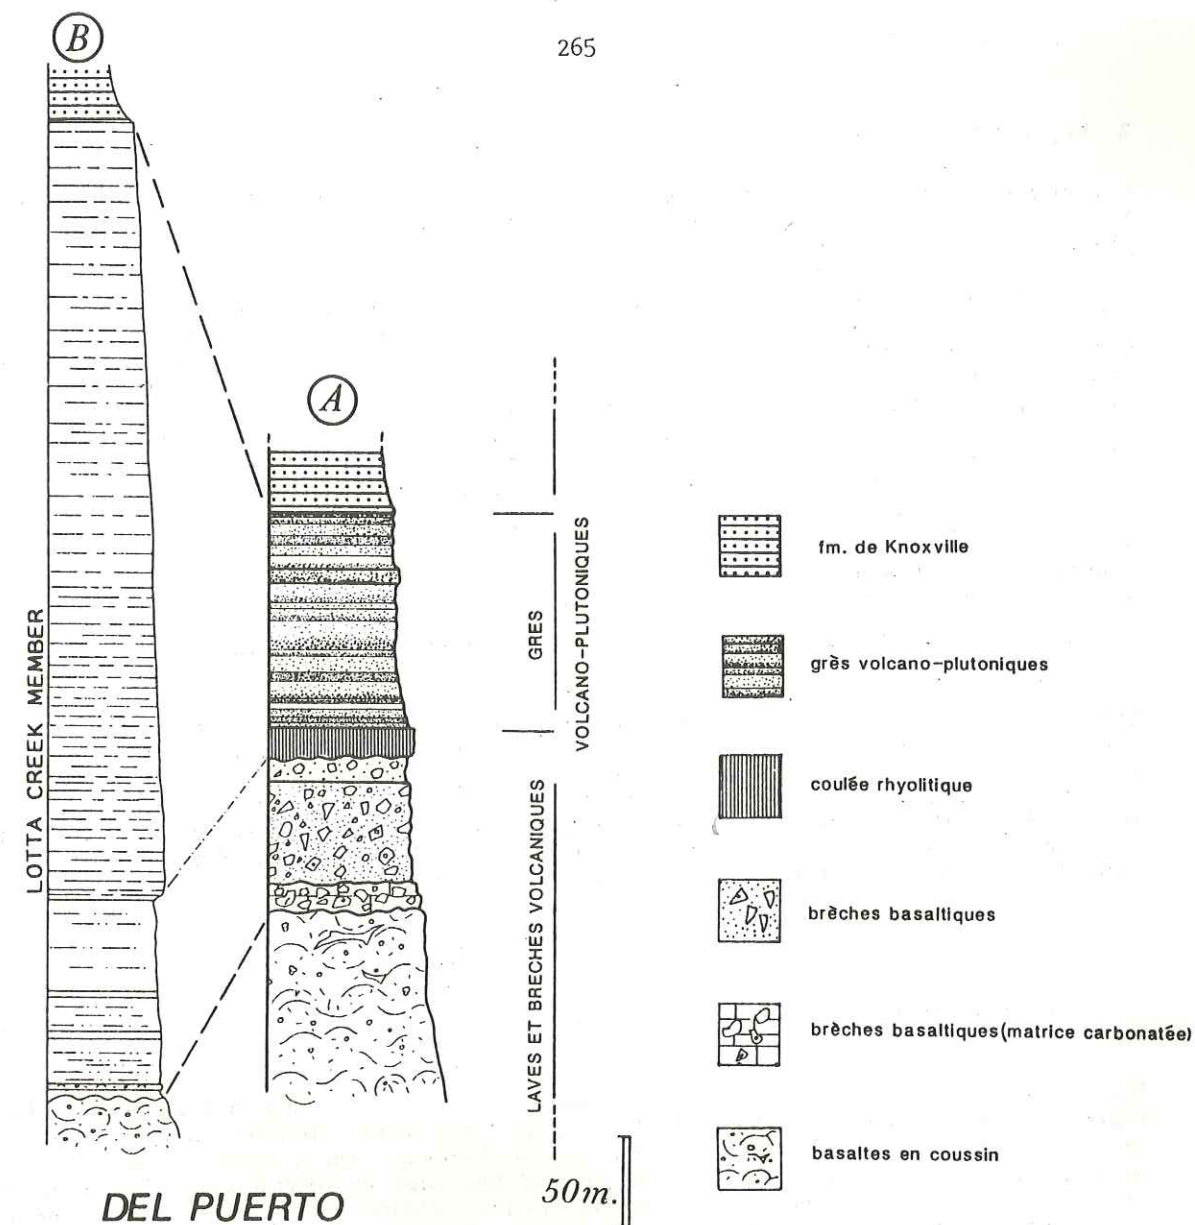 265
B
A
LOTTA CREEK MEMBER
GRES
VOLCANO-PLUTONIQUES
LAVES ET BRECHES VOLCANIQUES
fm. de Knoxville
grès volcano-plutoniques
coulée rhyolitique
brèches basaltiques
brèches basaltiques(matrice carbonatée)
basaltes en coussin
50m.
DEL PUERTO